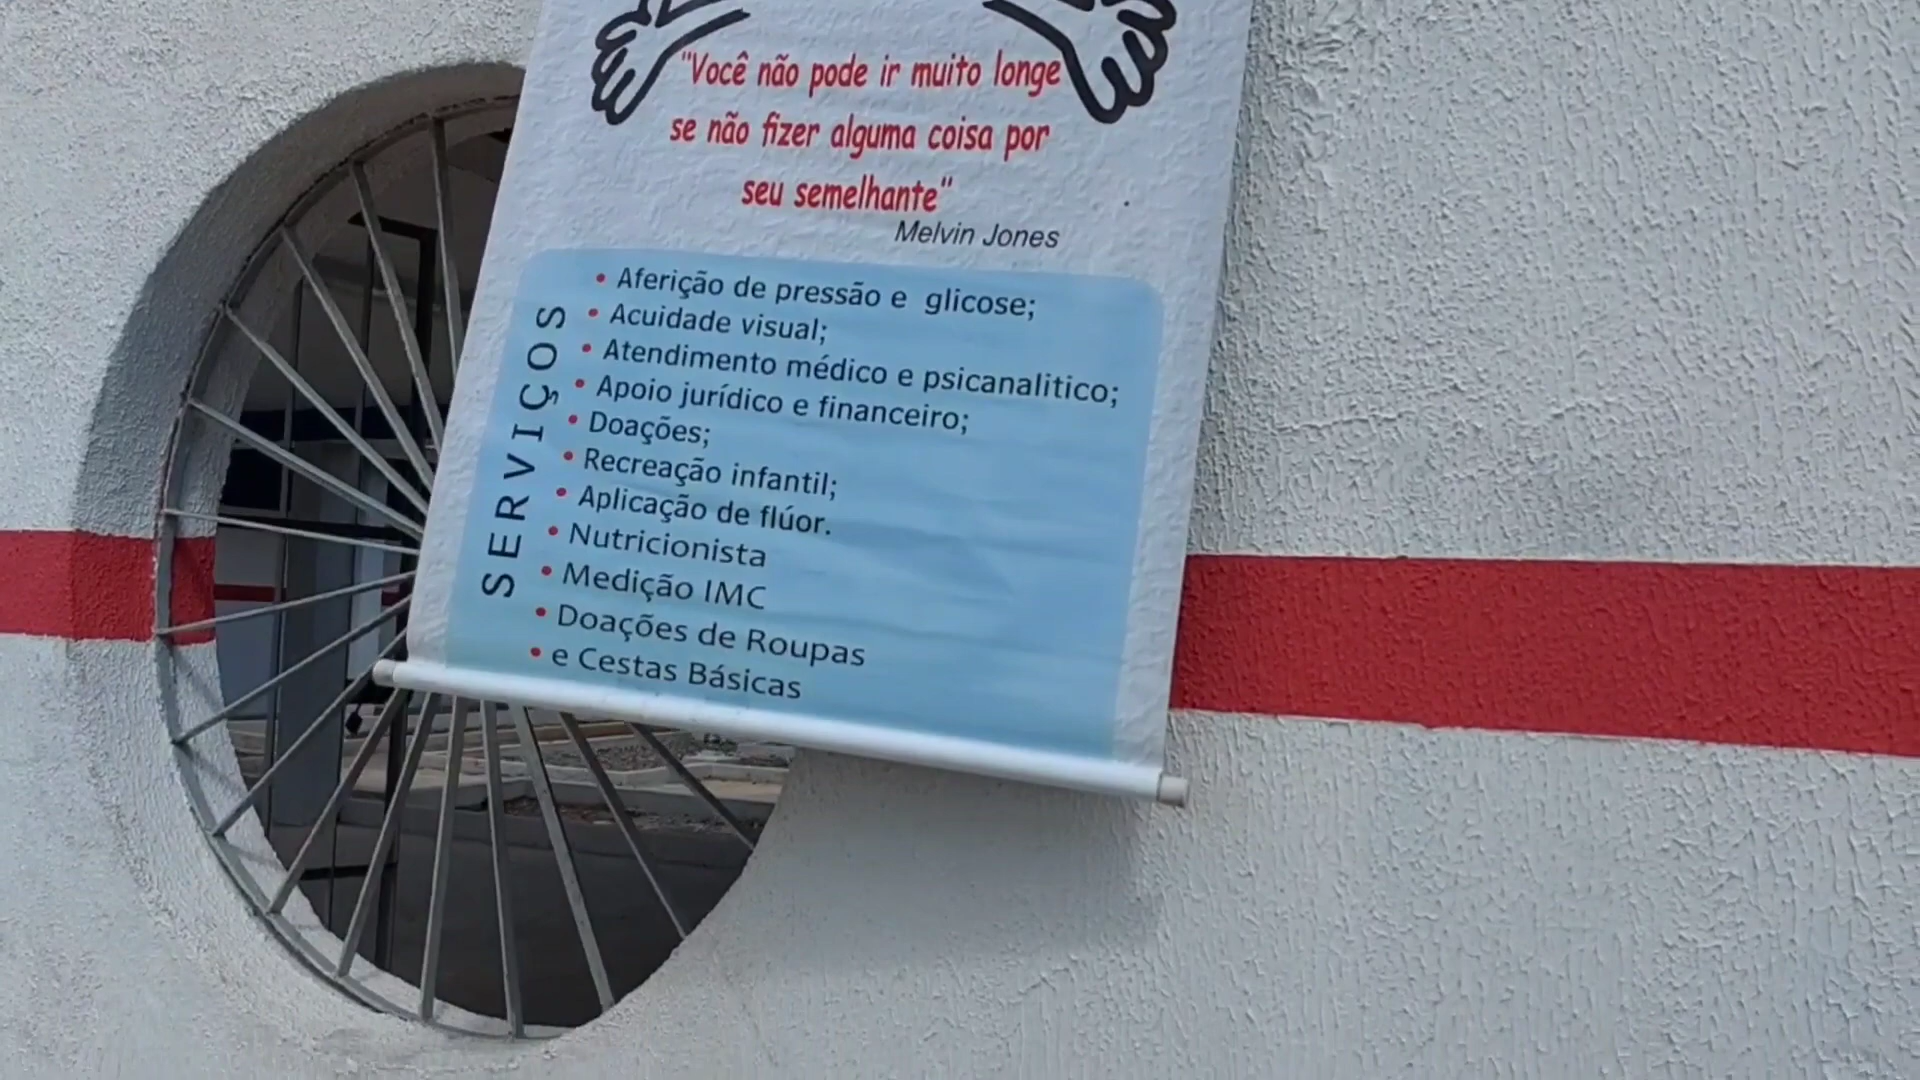 "Você não pode ir muito longe
se não fizer alguma coisa por
seu semelhante"
Melvin Jones
SERVIÇOS
• Aferição de pressão e glicose;
• Acuidade visual;
• Atendimento médico e psicanalitico;
• Apoio jurídico e financeiro;
• Doações;
• Recreação infantil;
• Aplicação de flúor.
• Nutricionista
• Medição IMC
• Doações de Roupas
• e Cestas Básicas